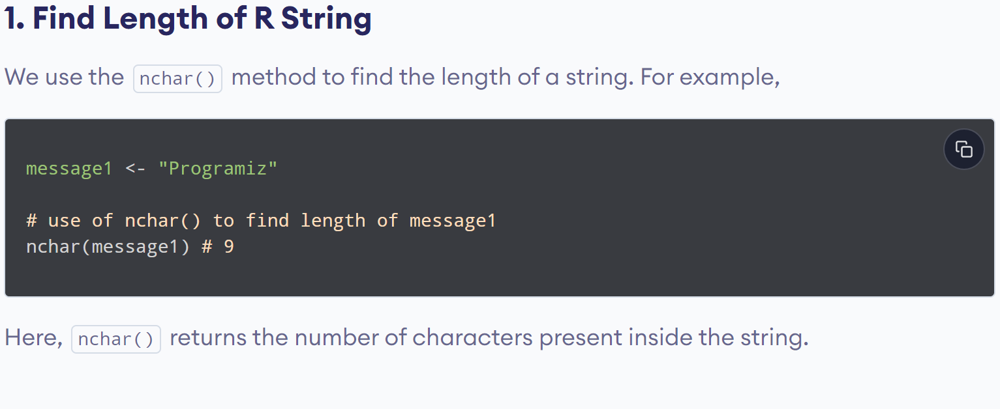 1. Find Length of R String
We use the nchar() method to find the length of a string. For example,
message1 <- "Programiz"
# use of nchar() to find length of message1
nchar(message1) # 9
Here, nchar() returns the number of characters present inside the string.